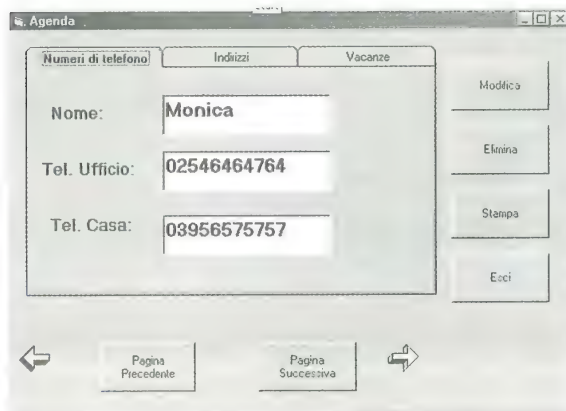 Agenda
Numeri di telefono Indirizzi Vacanze
Nome: Monica
Tel. Ufficio: 02546464764
Tel. Casa: 03956575757
Modifica
Elimina
Stampa
Esci
Pagina
Precedente
Pagina
Successiva